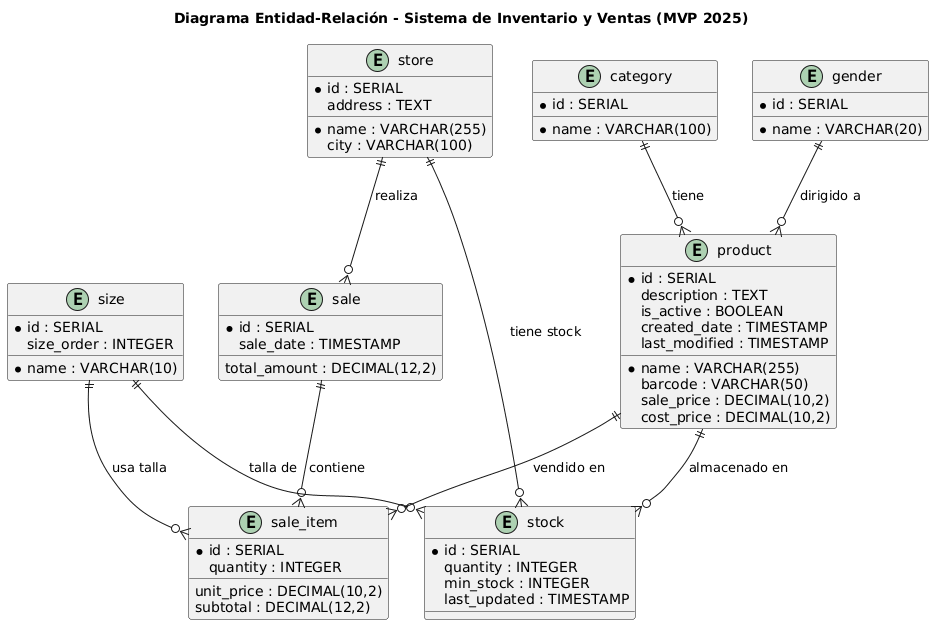 Diagrama Entidad-Relación - Sistema de Inventario y Ventas (MVP 2025)
E store
id : SERIAL
address : TEXT
name : VARCHAR(255)
city : VARCHAR(100)
E category
id : SERIAL
name : VARCHAR(100)
E gender
id : SERIAL
name : VARCHAR(20)
realiza
tiene
dirigido a
E product
id : SERIAL
description : TEXT
is_active : BOOLEAN
created_date : TIMESTAMP
last_modified : TIMESTAMP
name : VARCHAR(255)
barcode : VARCHAR(50)
sale_price : DECIMAL(10,2)
cost_price : DECIMAL(10,2)
E size
id : SERIAL
size_order : INTEGER
name : VARCHAR(10)
E sale
id : SERIAL
sale_date : TIMESTAMP
total_amount : DECIMAL(12,2)
tiene stock
usa talla
talla de
contiene
vendido en
almacenado en
E sale_item
id : SERIAL
quantity : INTEGER
unit_price : DECIMAL(10,2)
subtotal : DECIMAL(12,2)
E stock
id : SERIAL
quantity : INTEGER
min_stock : INTEGER
last_updated : TIMESTAMP